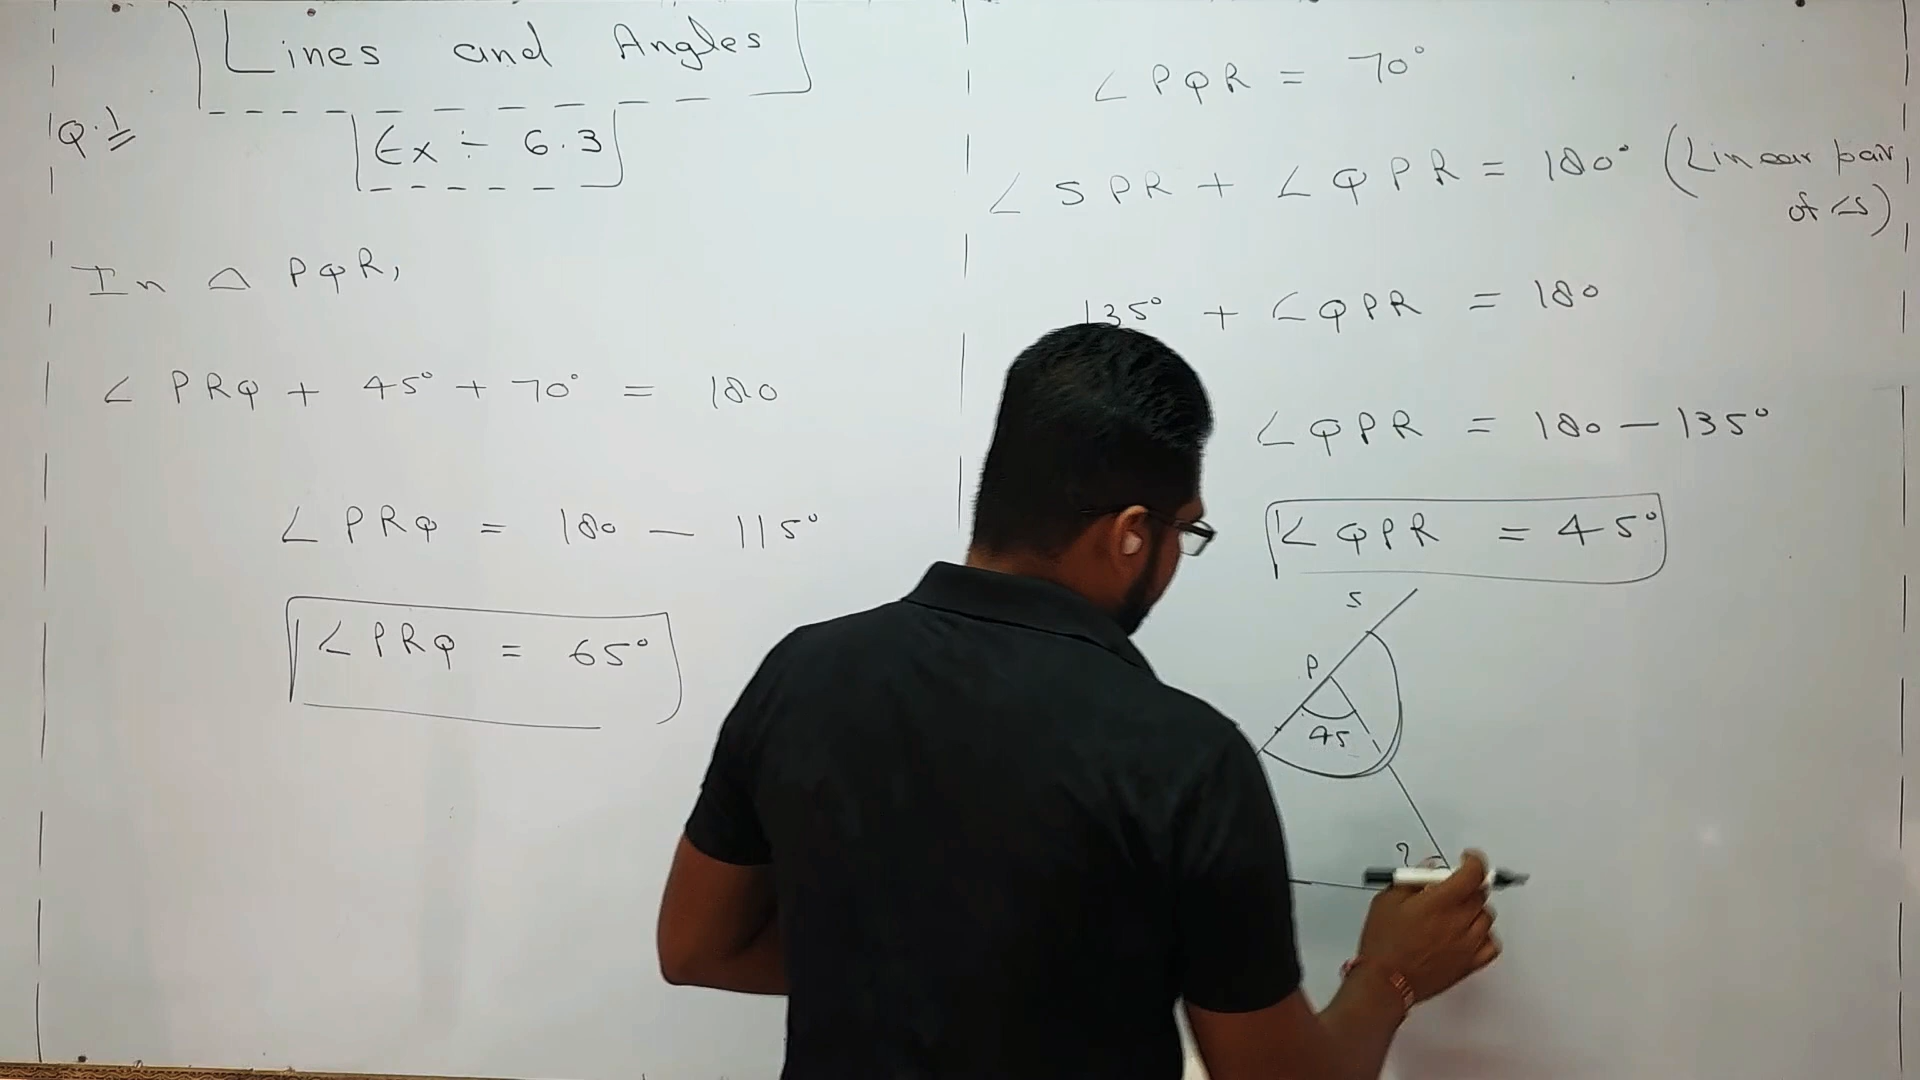 Lines and Angles
Q.1
Ex ÷ 6.3
In △ PQR,
∠ PRQ + 45° + 70° = 180
∠ PRQ = 180 — 115°
∠ PRQ = 65°
∠ PQR = 70°
∠ SPR + ∠ QPR = 180° (Linear pair
of ∠s)
135° + ∠QPR = 180
∠QPR = 180 — 135°
∠ QPR = 45°
S
P
45
?